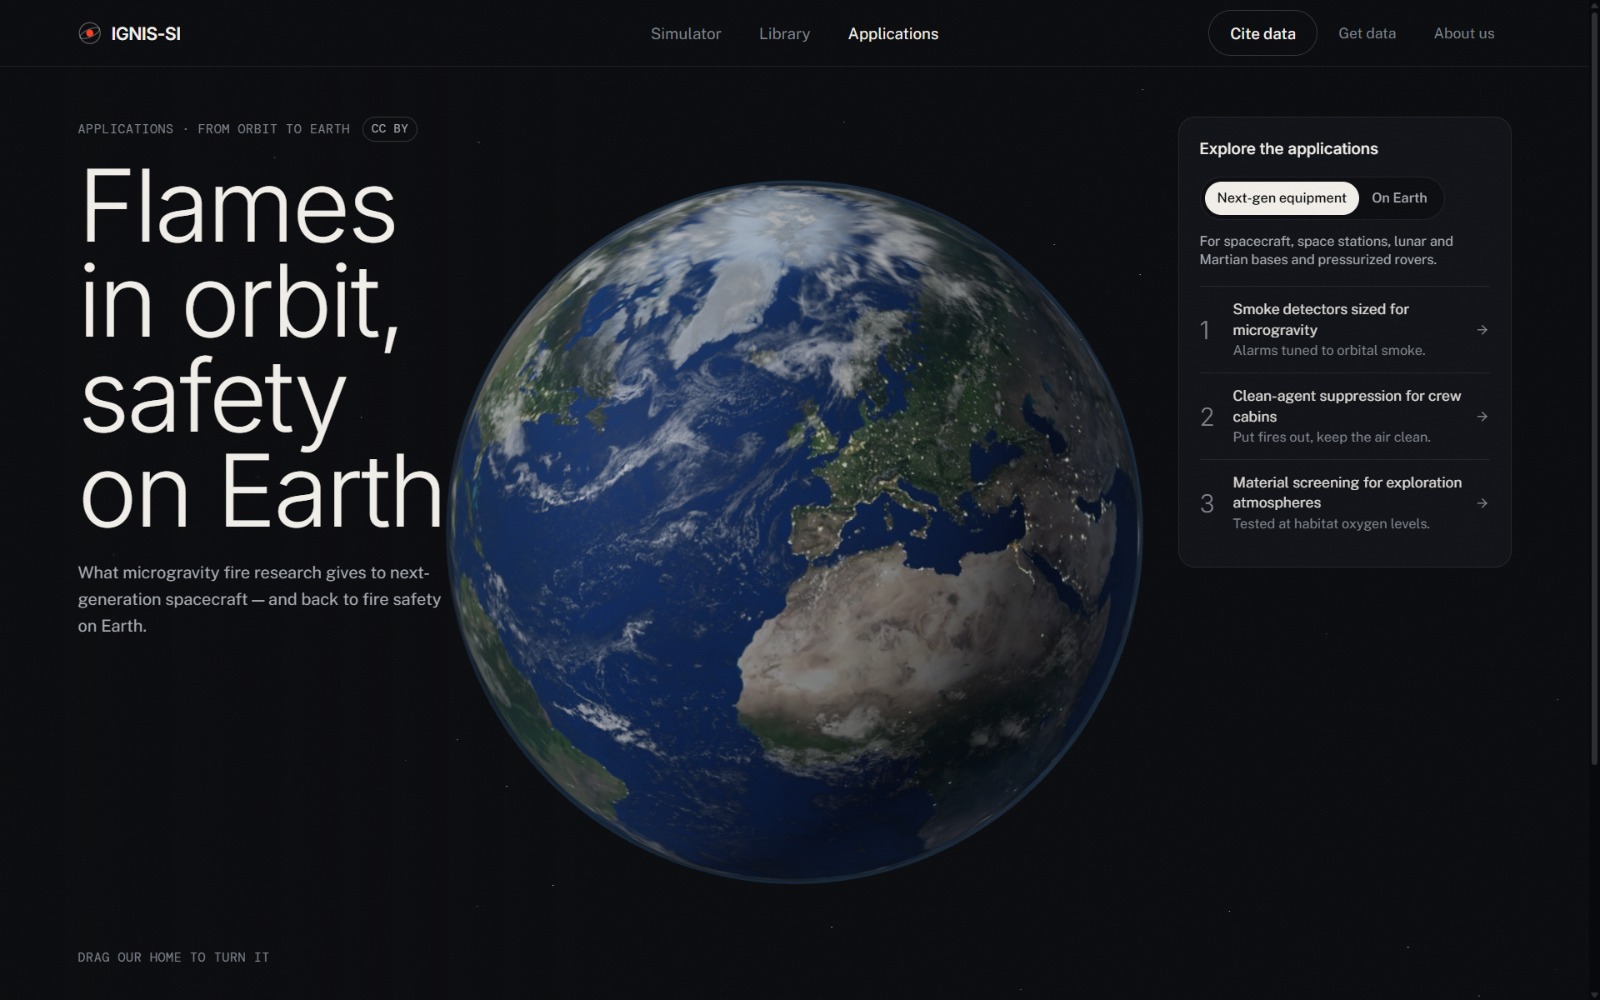 IGNIS-SI
Simulator
Library
Applications
Cite data
Get data
About us
APPLICATIONS · FROM ORBIT TO EARTH
CC BY
Flames
in orbit,
safety
on Earth
What microgravity fire research gives to next-
generation spacecraft — and back to fire safety
on Earth.
Explore the applications
Next-gen equipment
On Earth
For spacecraft, space stations, lunar and
Martian bases and pressurized rovers.
1
Smoke detectors sized for
microgravity
Alarms tuned to orbital smoke.
→
2
Clean-agent suppression for crew
cabins
Put fires out, keep the air clean.
→
3
Material screening for exploration
atmospheres
Tested at habitat oxygen levels.
→
DRAG OUR HOME TO TURN IT